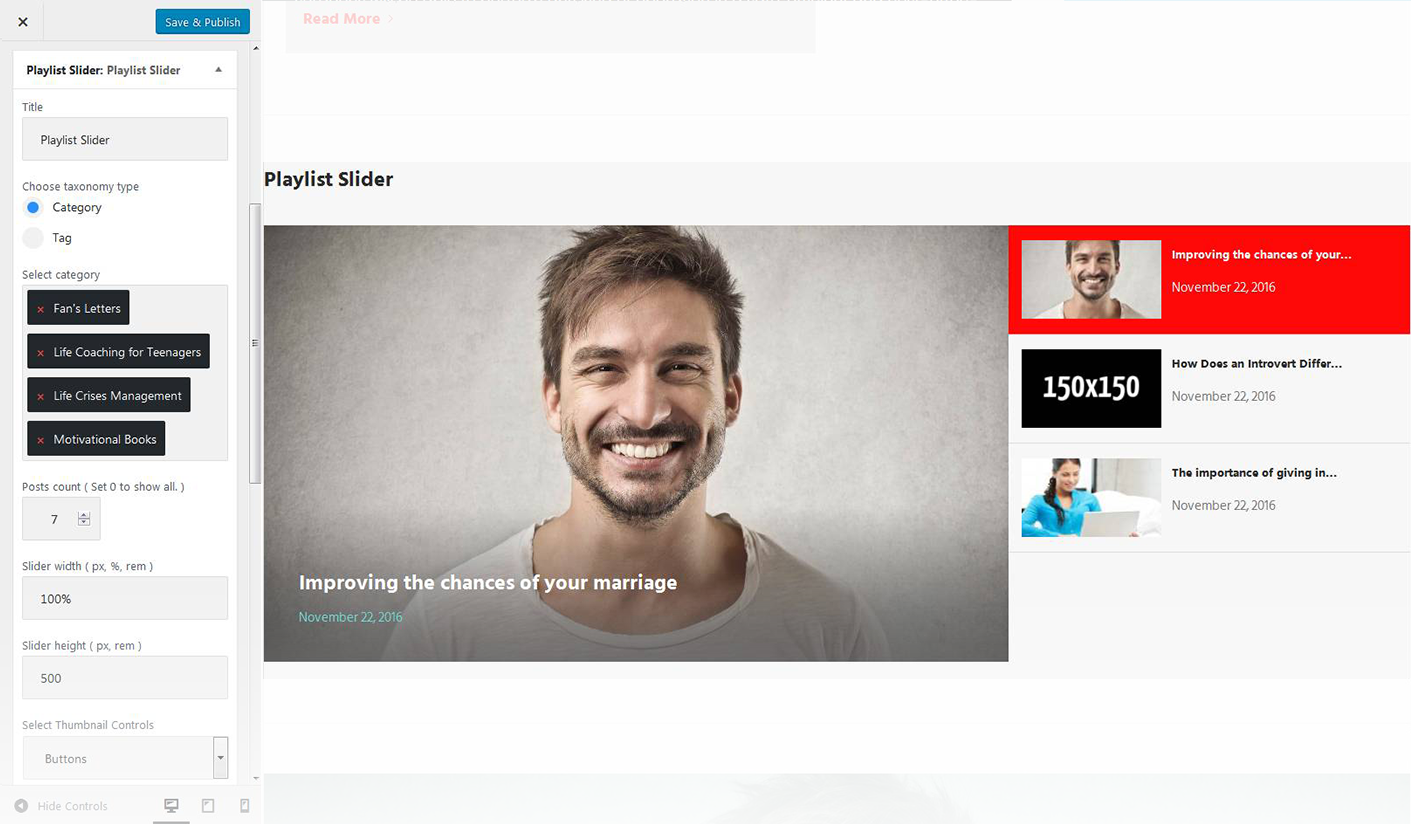 Save & Publish
Playlist Slider: Playlist Slider
Title
Playlist Slider
Choose taxonomy type
Category
Tag
Select category
× Fan's Letters
× Life Coaching for Teenagers
× Life Crises Management
× Motivational Books
Posts count ( Set 0 to show all. )
7
Slider width ( px, %, rem )
100%
Slider height ( px, rem )
500
Select Thumbnail Controls
Buttons
Hide Controls
Read More
Playlist Slider
Improving the chances of your marriage
November 22, 2016
Improving the chances of your...
November 22, 2016
150x150
How Does an Introvert Differ...
November 22, 2016
The importance of giving in...
November 22, 2016